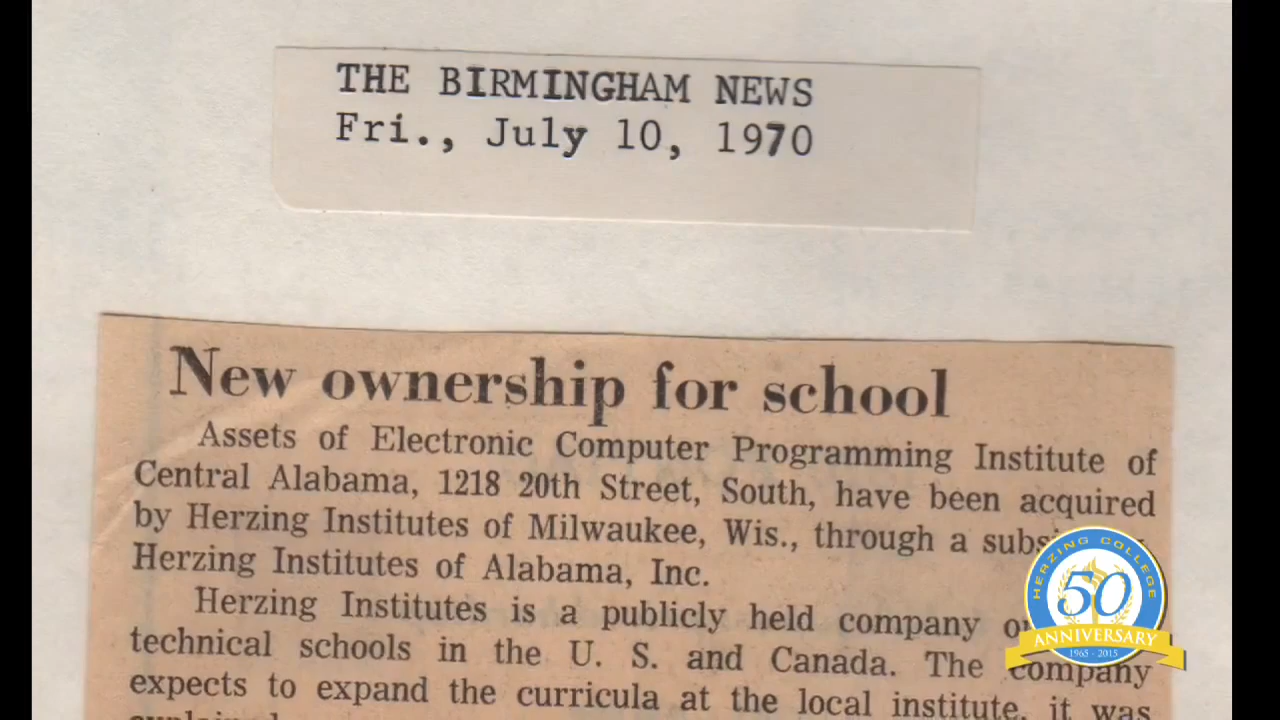 THE BIRMINGHAM NEWS
Fri., July 10, 1970
New ownership for school
Assets of Electronic Computer Programming Institute of
Central Alabama, 1218 20th Street, South, have been acquired
by Herzing Institutes of Milwaukee, Wis., through a
Herzing Institutes of Alabama, Inc.
Herzing Institutes is a publicly held company
technical schools in the U. S. and Canada. The company
expects to expand the curricula at the local institute, it was
HERZING COLLEGE
50
ANNIVERSARY
1965 - 2015